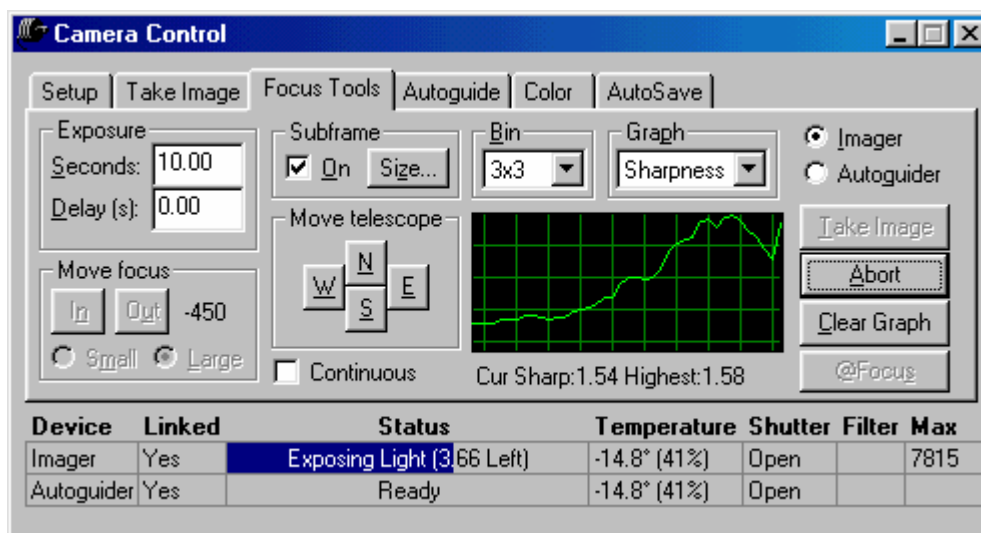 Camera Control
Setup Take Image Focus Tools Autoguide Color AutoSave
Exposure
Seconds: 10.00
Delay (s): 0.00
Subframe
On Size...
Bin
3x3
Graph
Sharpness
Imager
Autoguider
Move focus
In Out -450
Small Large
Move telescope
N
W E
S
Continuous
Cur Sharp:1.54 Highest:1.58
Take Image
Abort
Clear Graph
@Focus
Device Linked Status Temperature Shutter Filter Max
Imager Yes Exposing Light (3.66 Left) -14.8° (41%) Open 7815
Autoguider Yes Ready -14.8° (41%) Open